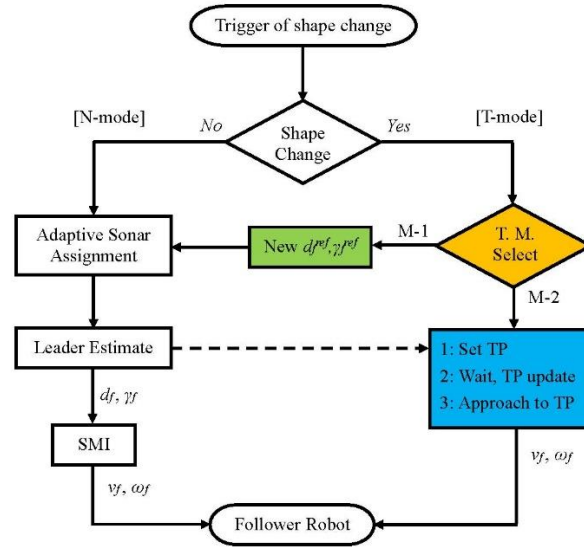 Trigger of shape change
[N-mode]
No
Shape
Change
Yes
[T-mode]
Adaptive Sonar
Assignment
New df^ref, γf^ref
M-1
T. M.
Select
M-2
Leader Estimate
1: Set TP
2: Wait, TP update
3: Approach to TP
df, γf
SMI
vf, ωf
vf, ωf
Follower Robot